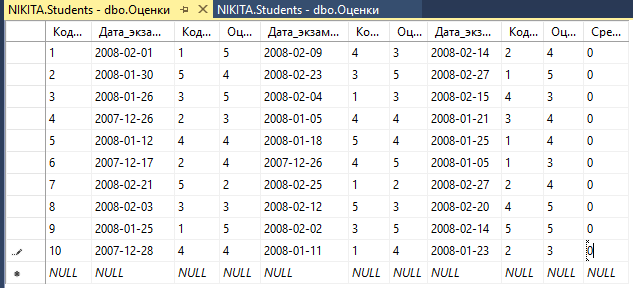 NIKITA.Students - dbo.Оценки NIKITA.Students - dbo.Оценки
Код... Дата_экза... Код... Оц... Дата_экзам... Ко... Оц... Дата_экз... Код... Оц... Сре...
1 2008-02-01 1 5 2008-02-09 4 3 2008-02-14 2 4 0
2 2008-01-30 5 4 2008-02-23 3 5 2008-02-27 1 5 0
3 2008-01-26 3 5 2008-02-04 1 3 2008-02-15 4 3 0
4 2007-12-26 2 3 2008-01-05 4 4 2008-01-21 3 4 0
5 2008-01-12 4 4 2008-01-18 5 4 2008-01-25 1 4 0
6 2007-12-17 2 4 2007-12-26 4 5 2008-01-05 1 3 0
7 2008-02-21 5 2 2008-02-25 1 2 2008-02-27 2 4 0
8 2008-02-03 3 3 2008-02-12 5 3 2008-02-20 4 5 0
9 2008-01-25 1 5 2008-02-02 3 5 2008-02-14 5 5 0
10 2007-12-28 4 4 2008-01-11 1 4 2008-01-23 2 3 0
NULL NULL NULL NULL NULL NULL NULL NULL NULL NULL NULL